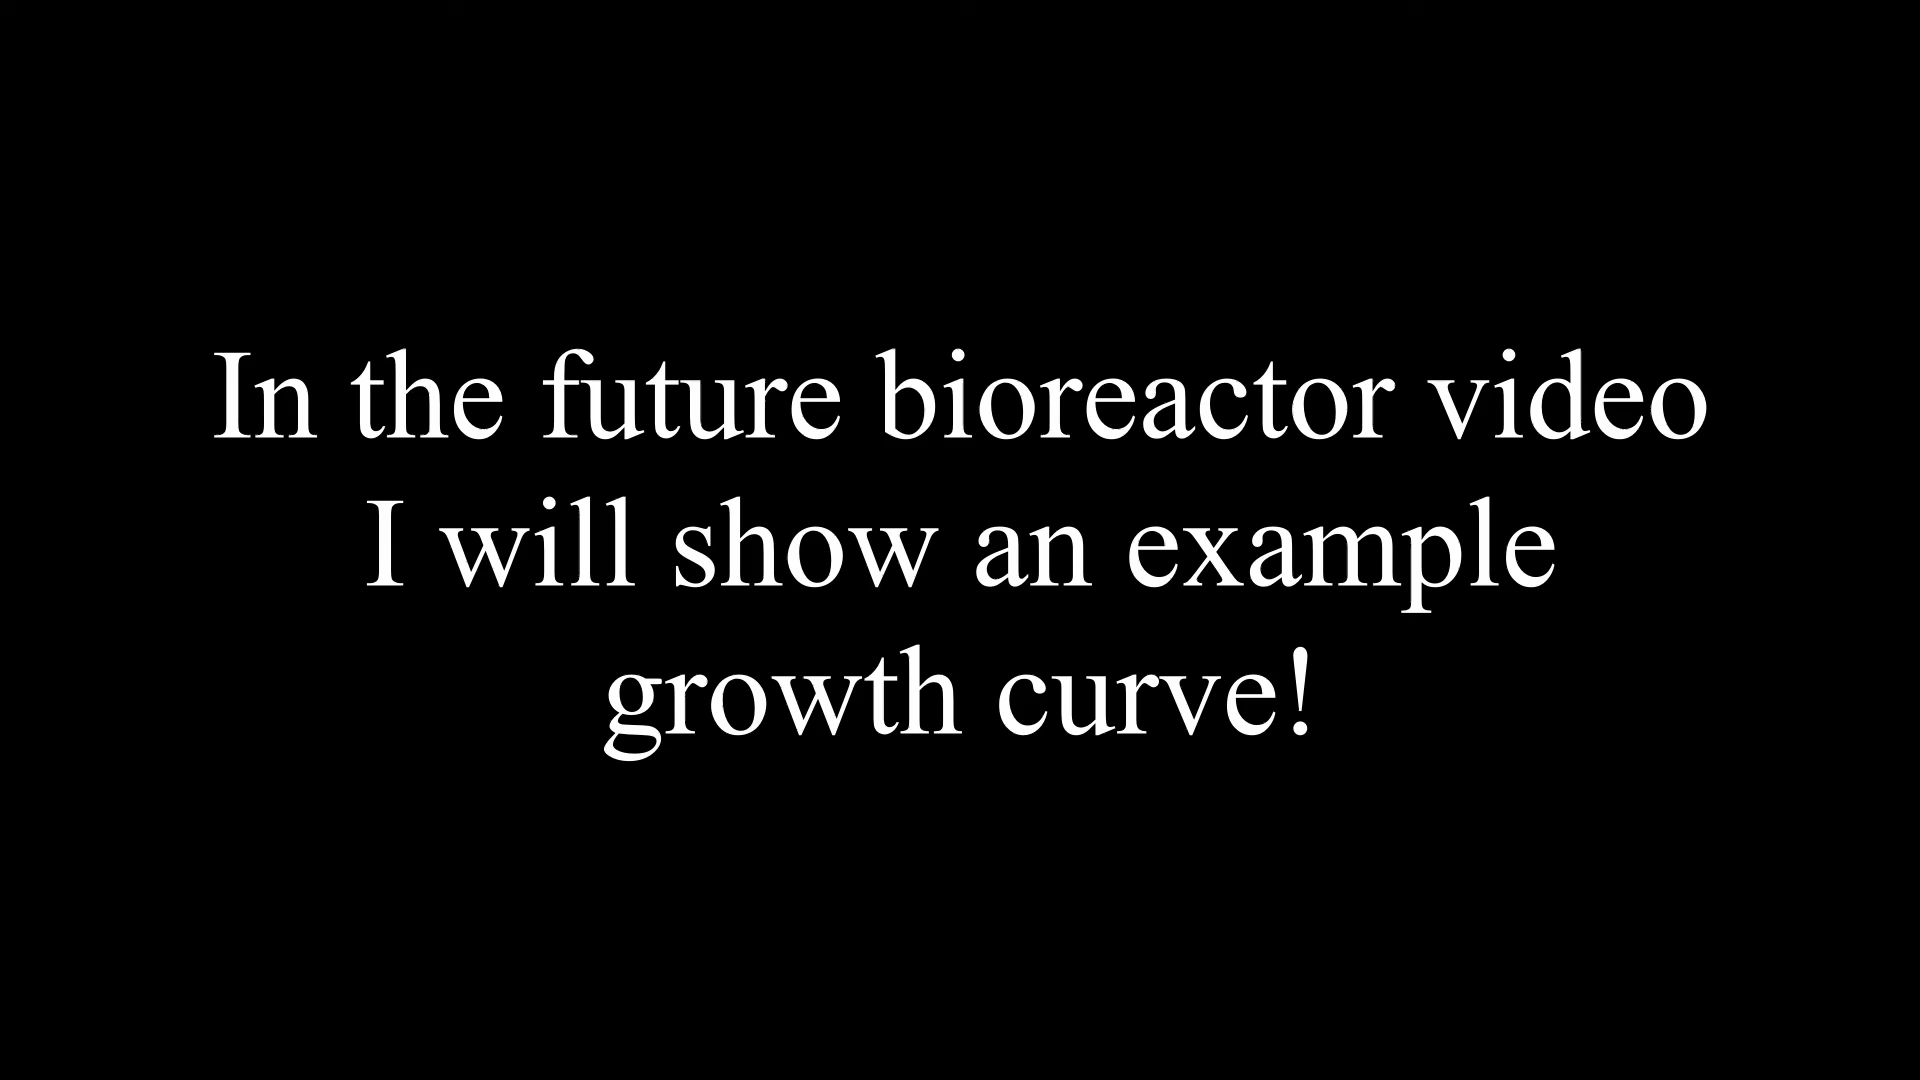 In the future bioreactor video
I will show an example
growth curve!